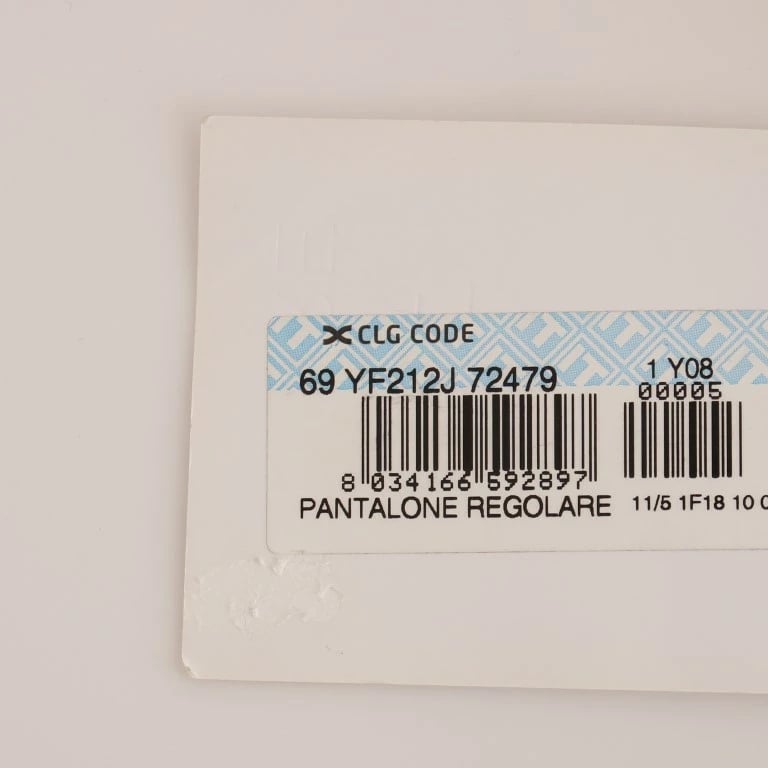 CLG CODE
69 YF212J 72479
1 Y08
00005
8 034166 592897
PANTALONE REGOLARE
11/5 1F18 10